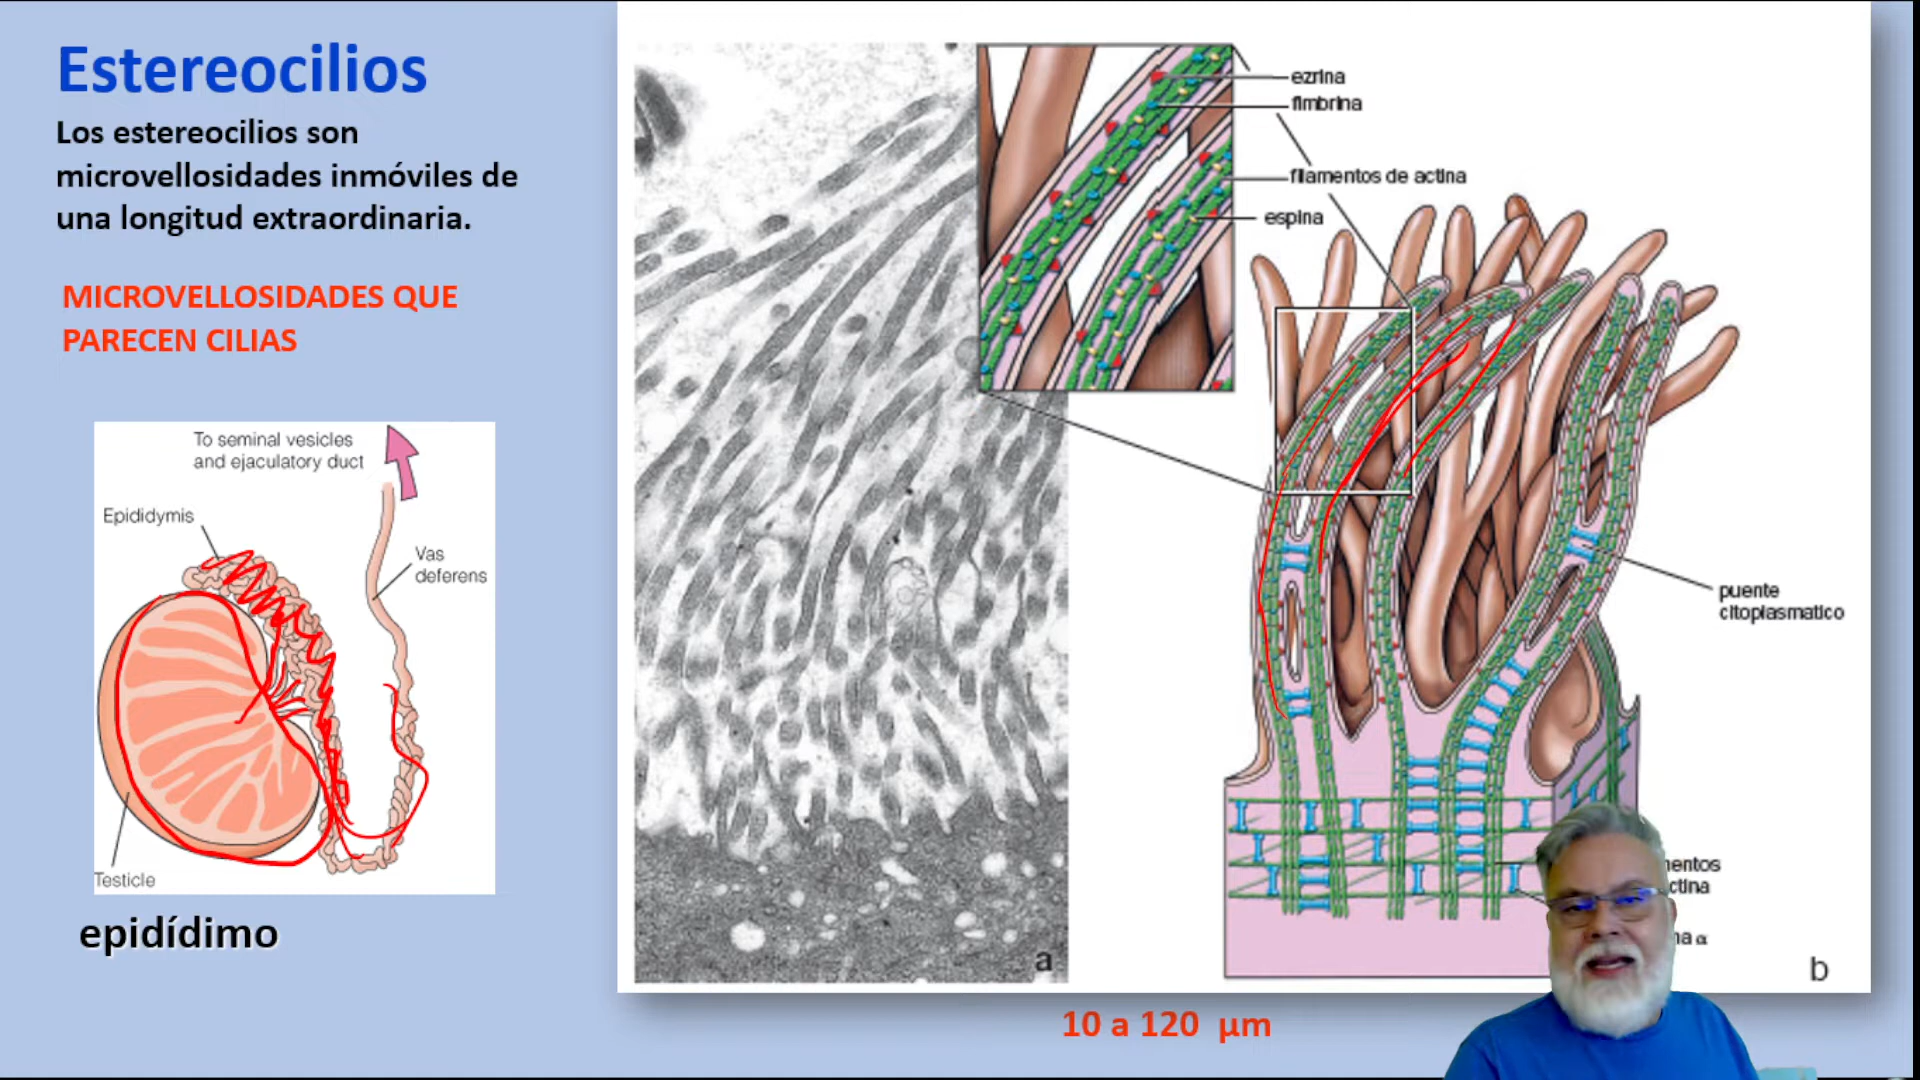 Estereocilios
Los estereocilios son
microvellosidades inmóviles de
una longitud extraordinaria.
MICROVELLOSIDADES QUE
PARECEN CILIAS
To seminal vesicles
and ejaculatory duct
Epididymis
Vas
deferens
Testicle
epidídimo
ezrina
fimbrina
filamentos de actina
espina
puente
citoplasmatico
a
b
10 a 120 μm